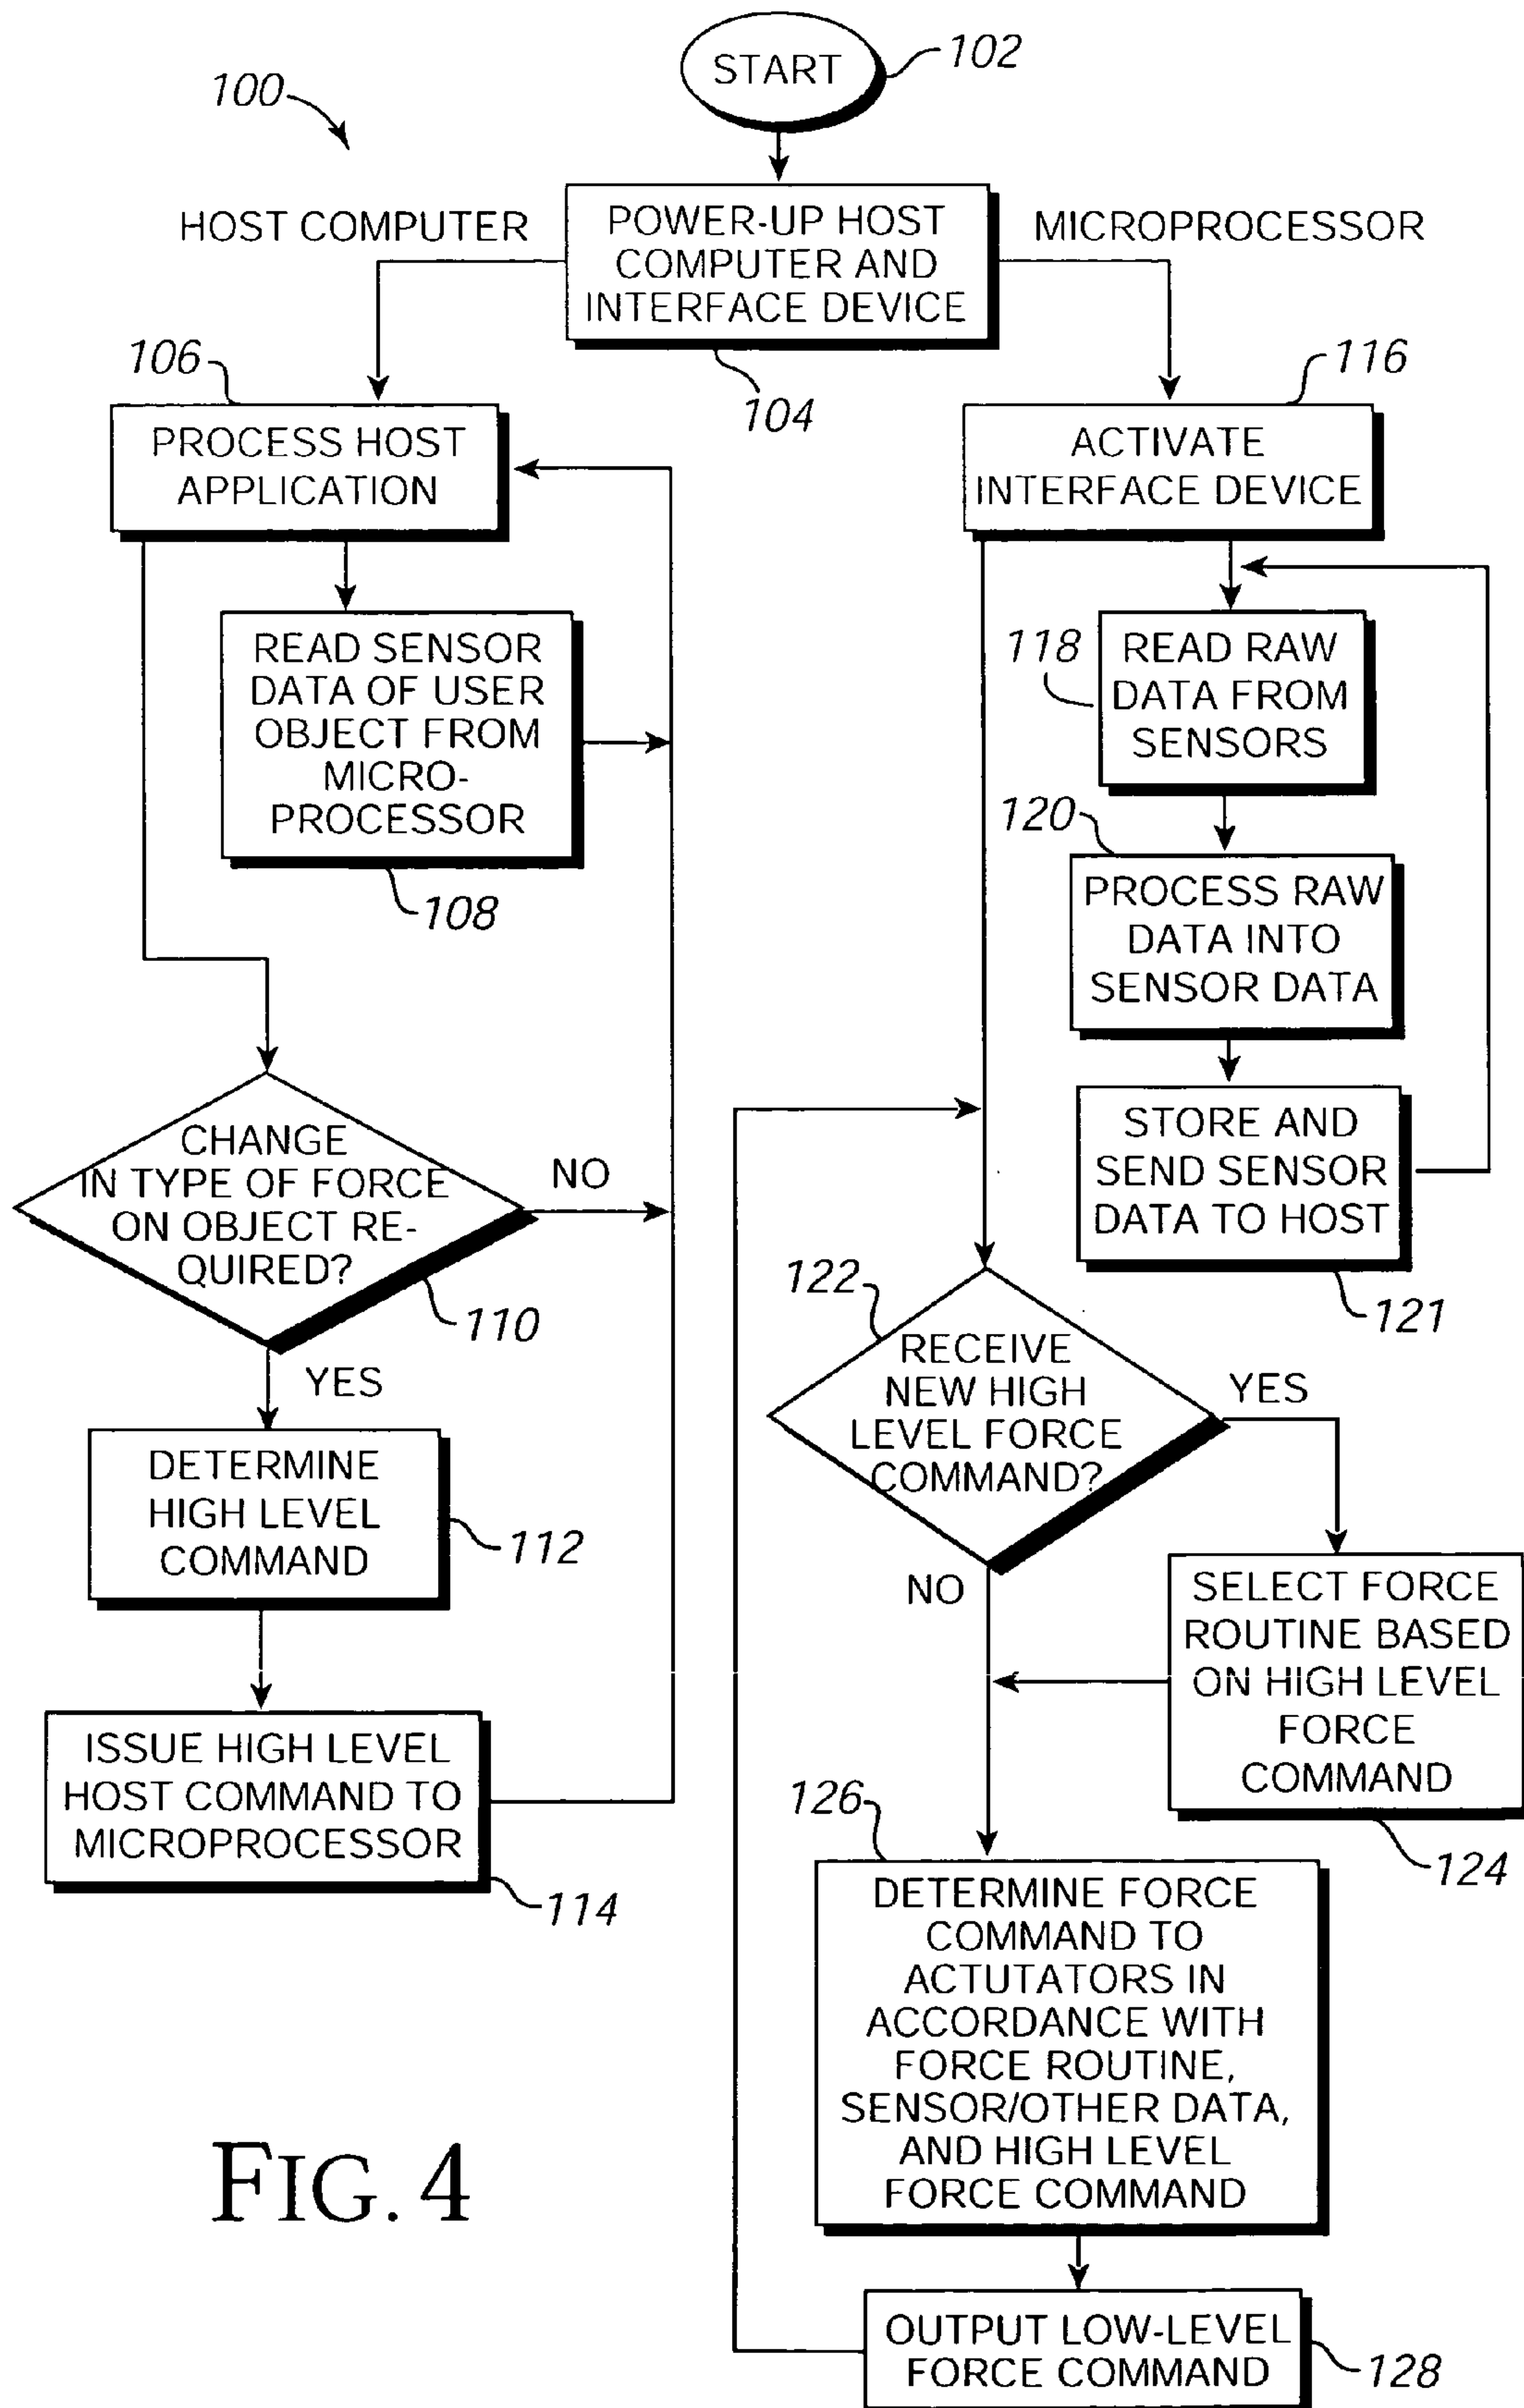 START
102
100
HOST COMPUTER
POWER-UP HOST
COMPUTER AND
INTERFACE DEVICE
MICROPROCESSOR
104
106
PROCESS HOST
APPLICATION
116
ACTIVATE
INTERFACE DEVICE
READ SENSOR
DATA OF USER
OBJECT FROM
MICRO-
PROCESSOR
108
118
READ RAW
DATA FROM
SENSORS
120
PROCESS RAW
DATA INTO
SENSOR DATA
STORE AND
SEND SENSOR
DATA TO HOST
121
CHANGE
IN TYPE OF FORCE
ON OBJECT RE-
QUIRED?
NO
110
YES
DETERMINE
HIGH LEVEL
COMMAND
112
ISSUE HIGH LEVEL
HOST COMMAND TO
MICROPROCESSOR
114
122
RECEIVE
NEW HIGH
LEVEL FORCE
COMMAND?
YES
NO
SELECT FORCE
ROUTINE BASED
ON HIGH LEVEL
FORCE
COMMAND
124
126
DETERMINE FORCE
COMMAND TO
ACTUTATORS IN
ACCORDANCE WITH
FORCE ROUTINE,
SENSOR/OTHER DATA,
AND HIGH LEVEL
FORCE COMMAND
OUTPUT LOW-LEVEL
FORCE COMMAND
128
FIG. 4